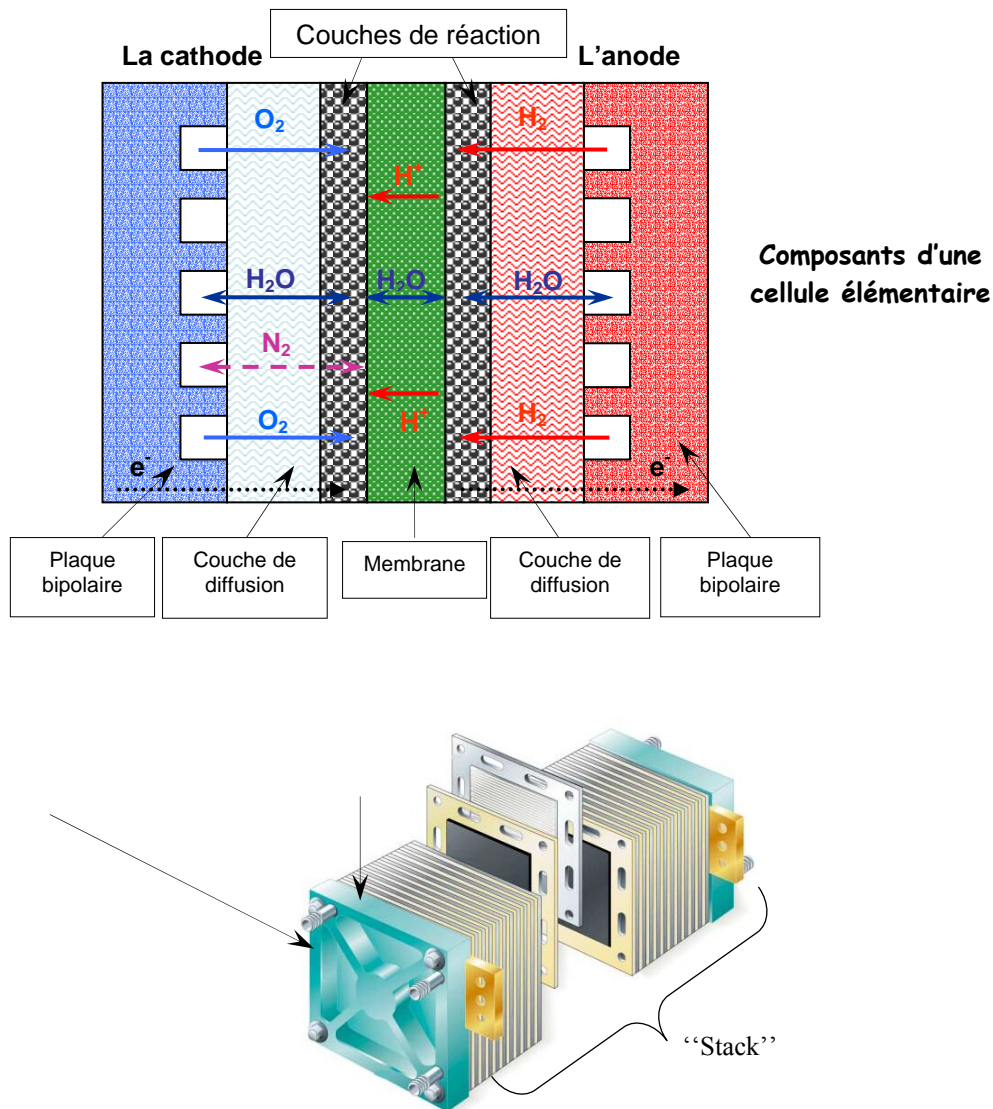 Couches de réaction
La cathode
L'anode
O₂
H₂
H⁺
H₂O
H₂O
H₂O
N₂
O₂
H⁺
H₂
e⁻
e⁻
Composants d'une
cellule élémentaire
Plaque
bipolaire
Couche de
diffusion
Membrane
Couche de
diffusion
Plaque
bipolaire
‘‘Stack’’